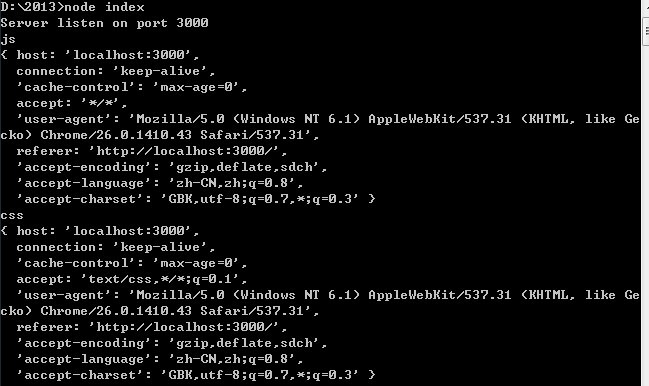 D:\2013>node index
Server listen on port 3000
js
{ host: 'localhost:3000',
  connection: 'keep-alive',
  'cache-control': 'max-age=0',
  accept: '*/*',
  'user-agent': 'Mozilla/5.0 (Windows NT 6.1) AppleWebKit/537.31 (KHTML, like Ge
cko) Chrome/26.0.1410.43 Safari/537.31',
  referer: 'http://localhost:3000/',
  'accept-encoding': 'gzip,deflate,sdch',
  'accept-language': 'zh-CN,zh;q=0.8',
  'accept-charset': 'GBK,utf-8;q=0.7,*;q=0.3' }
css
{ host: 'localhost:3000',
  connection: 'keep-alive',
  'cache-control': 'max-age=0',
  accept: 'text/css,*/*;q=0.1',
  'user-agent': 'Mozilla/5.0 (Windows NT 6.1) AppleWebKit/537.31 (KHTML, like Ge
cko) Chrome/26.0.1410.43 Safari/537.31',
  referer: 'http://localhost:3000/',
  'accept-encoding': 'gzip,deflate,sdch',
  'accept-language': 'zh-CN,zh;q=0.8',
  'accept-charset': 'GBK,utf-8;q=0.7,*;q=0.3' }